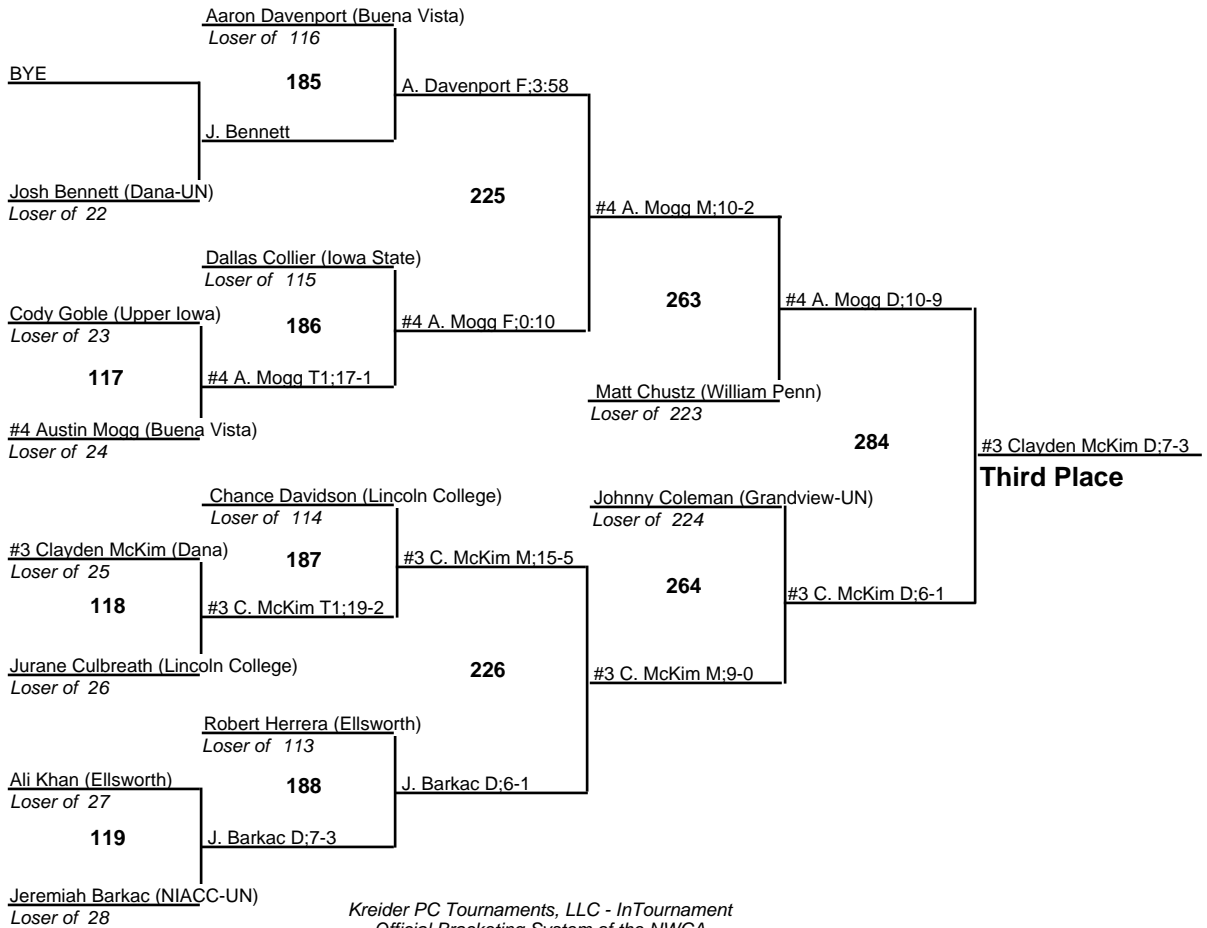 Aaron Davenport (Buena Vista)
Loser of 116
BYE
185
A. Davenport F;3:58
J. Bennett
Josh Bennett (Dana-UN)
Loser of 22
225
#4 A. Mogg M;10-2
Dallas Collier (Iowa State)
Loser of 115
Cody Goble (Upper Iowa)
Loser of 23
186
#4 A. Mogg F;0:10
263
#4 A. Mogg D;10-9
117
#4 A. Mogg T1;17-1
Matt Chustz (William Penn)
Loser of 223
#4 Austin Mogg (Buena Vista)
Loser of 24
284
#3 Clayden McKim D;7-3
Third Place
Chance Davidson (Lincoln College)
Loser of 114
Johnny Coleman (Grandview-UN)
Loser of 224
#3 Clayden McKim (Dana)
Loser of 25
187
#3 C. McKim M;15-5
264
118
#3 C. McKim T1;19-2
#3 C. McKim D;6-1
Jurane Culbreath (Lincoln College)
Loser of 26
226
#3 C. McKim M;9-0
Robert Herrera (Ellsworth)
Loser of 113
Ali Khan (Ellsworth)
Loser of 27
188
J. Barkac D;6-1
119
J. Barkac D;7-3
Jeremiah Barkac (NIACC-UN)
Loser of 28
Kreider PC Tournaments, LLC - InTournament
Official Bracketing System of the NWCA